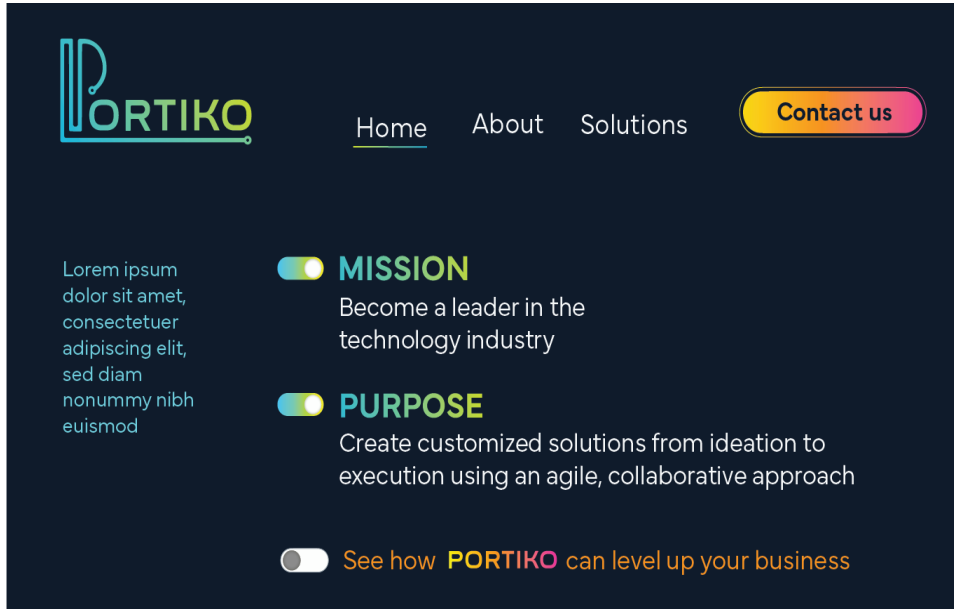 PORTIKO
Home About Solutions Contact us
Lorem ipsum
dolor sit amet,
consectetuer
adipiscing elit,
sed diam
nonummy nibh
euismod
MISSION
Become a leader in the
technology industry
PURPOSE
Create customized solutions from ideation to
execution using an agile, collaborative approach
See how PORTIKO can level up your business